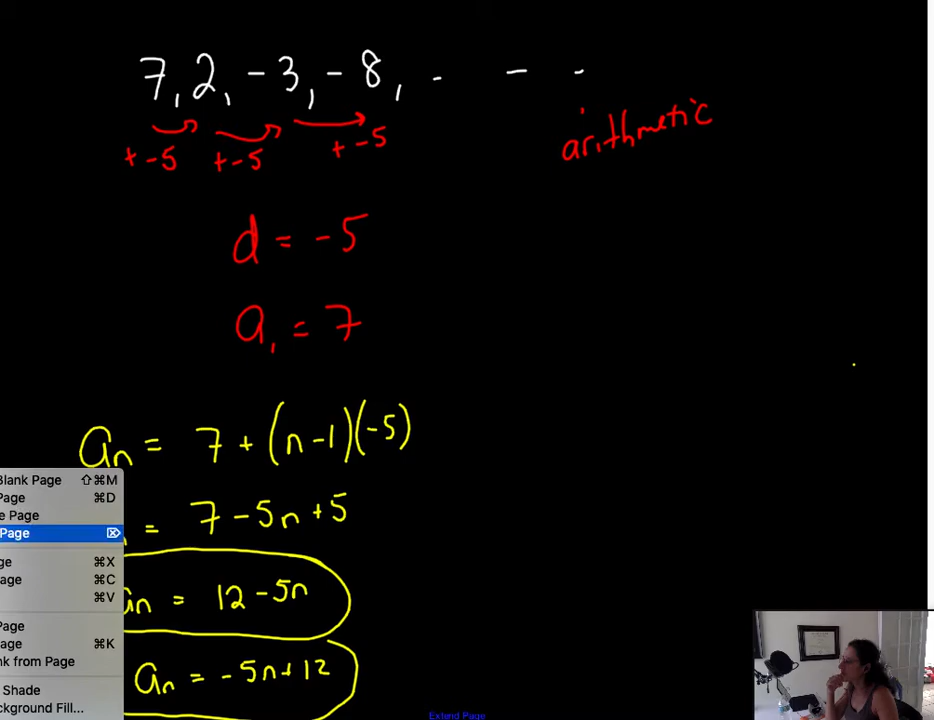 7, 2, -3, -8, - - -
arithmetic
+ -5 + -5 + -5
d = -5
a₁ = 7
aₙ = 7 + (n-1)(-5)
= 7 - 5n + 5
aₙ = 12 - 5n
aₙ = -5n + 12
Blank Page ⇧⌘M
Page ⌘D
Page
Page ⌦
⌘X
⌘C
⌘V
Page
⌘K
nk from Page
Shade
ckground Fill...
Extend Page